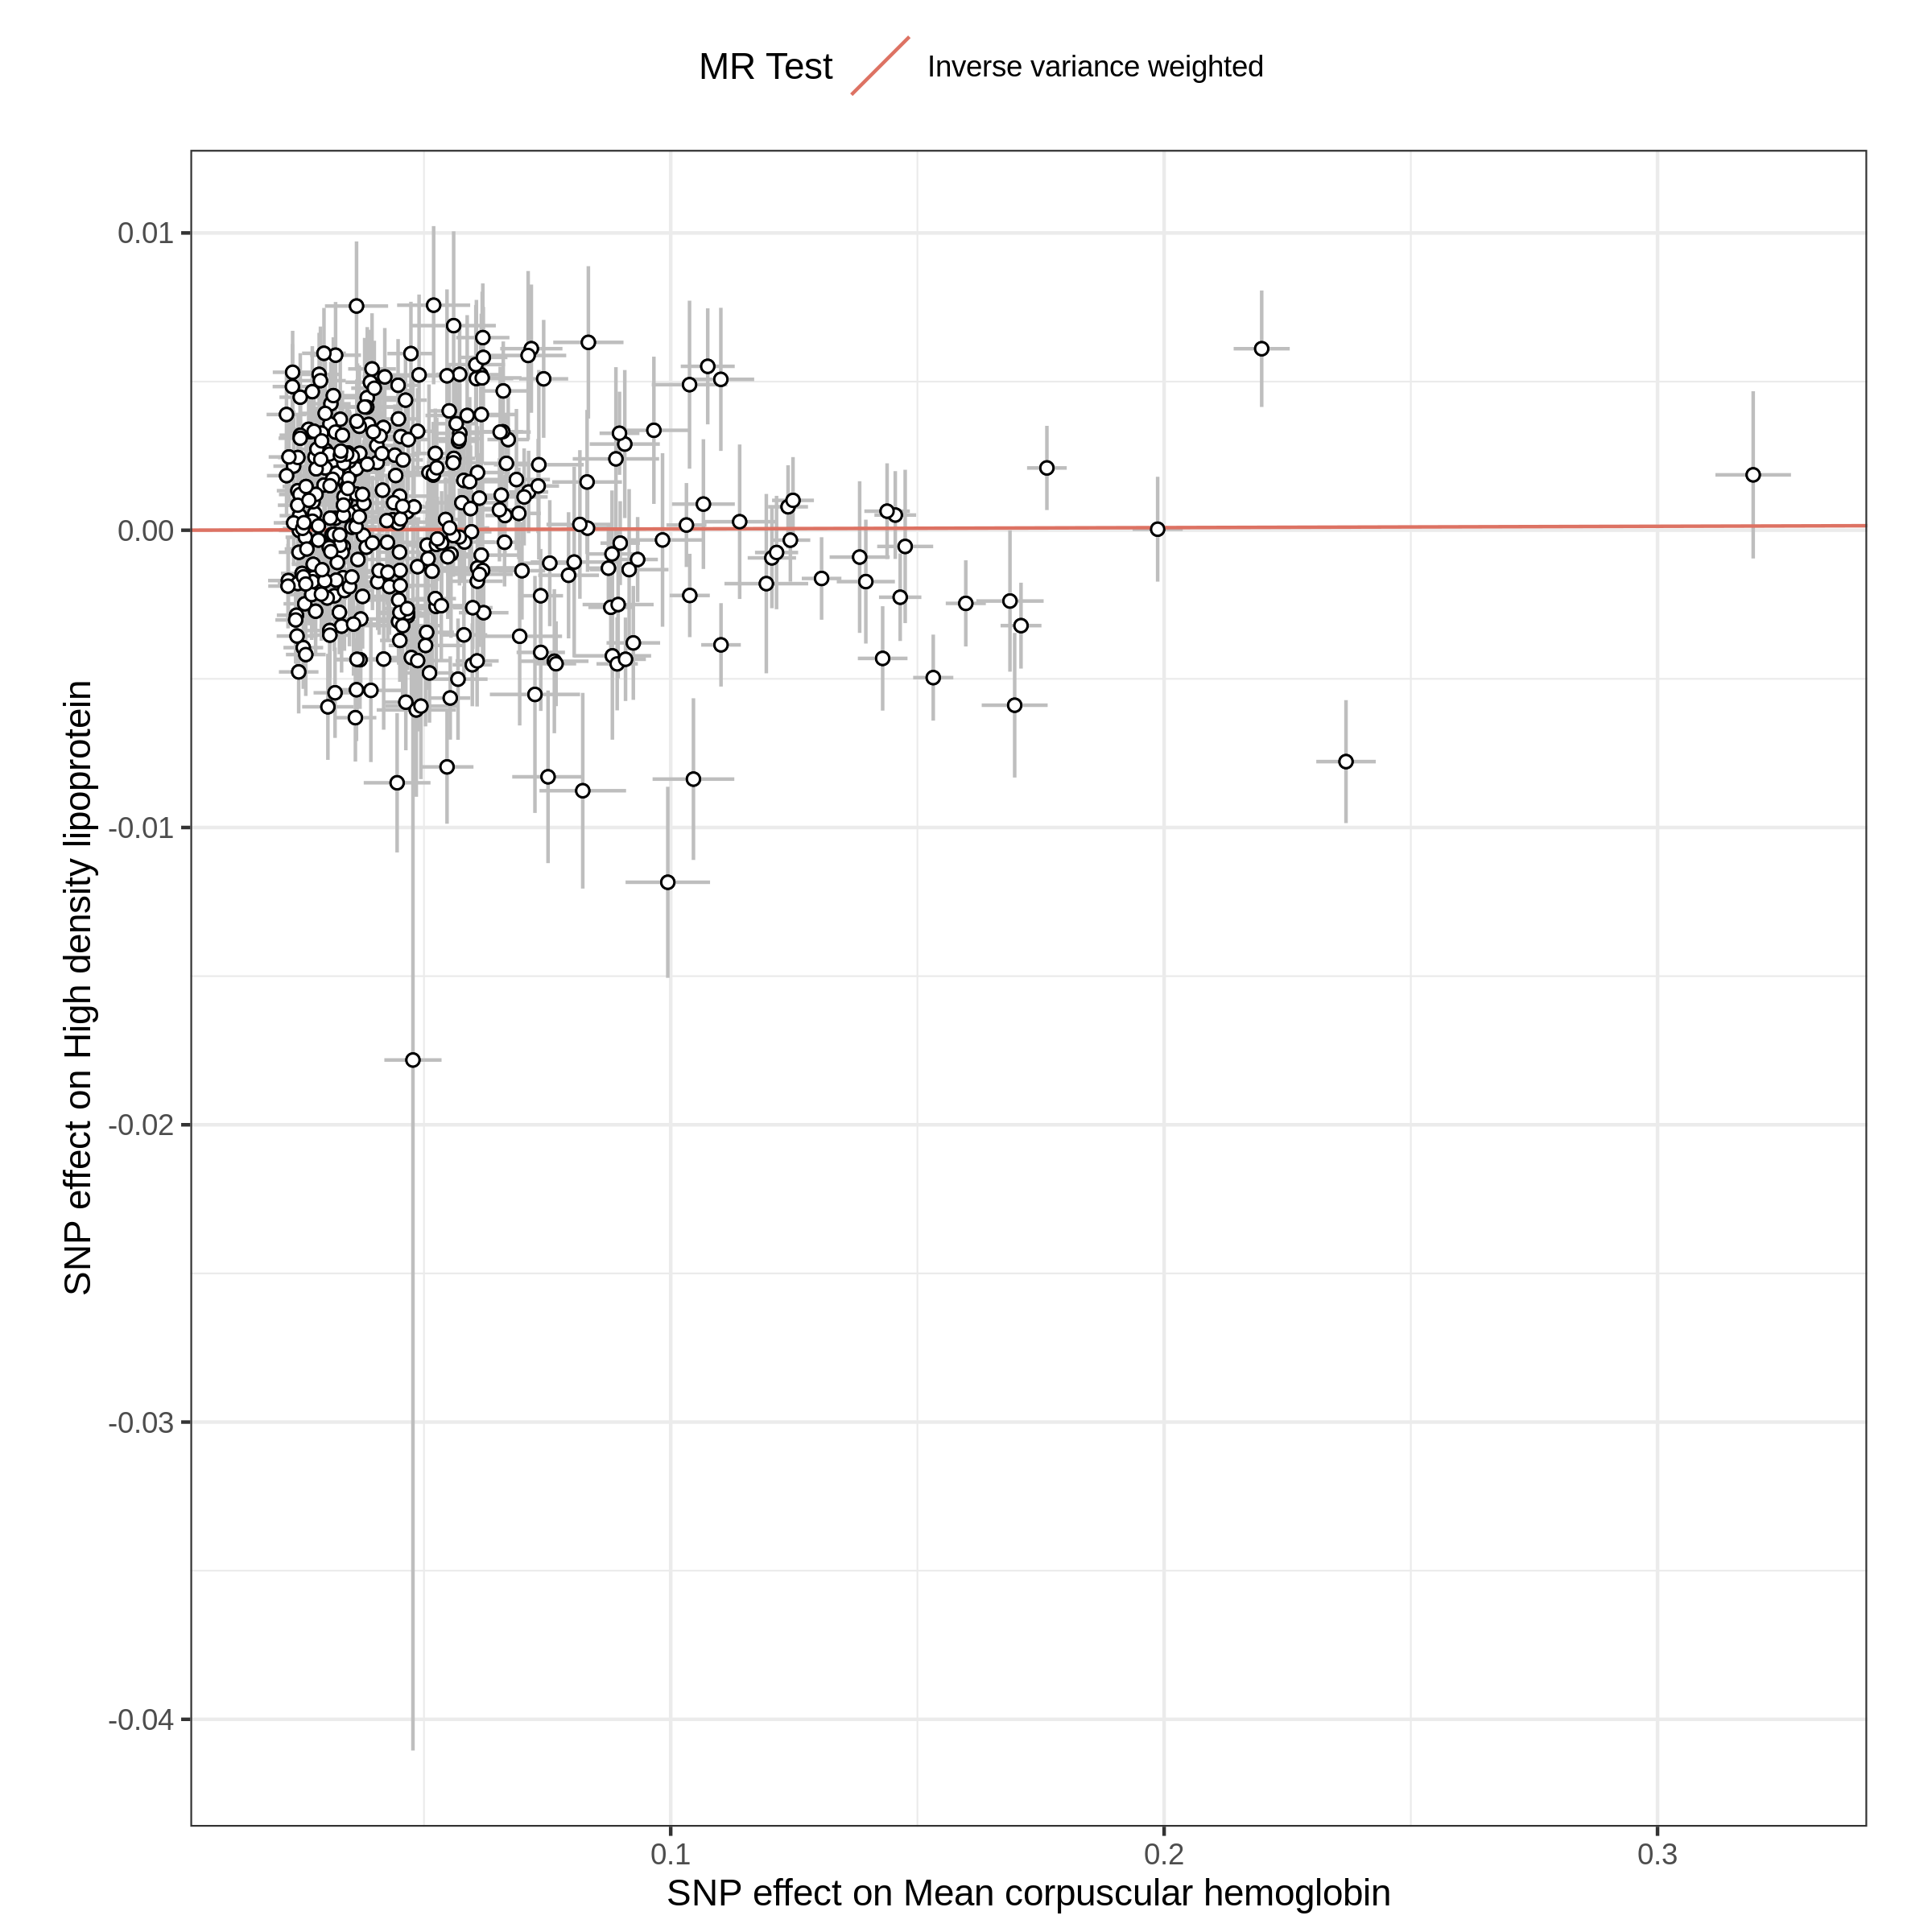 MR Test
Inverse variance weighted
SNP effect on High density lipoprotein
0.01
0.00
-0.01
-0.02
-0.03
-0.04
0.1
0.2
0.3
SNP effect on Mean corpuscular hemoglobin